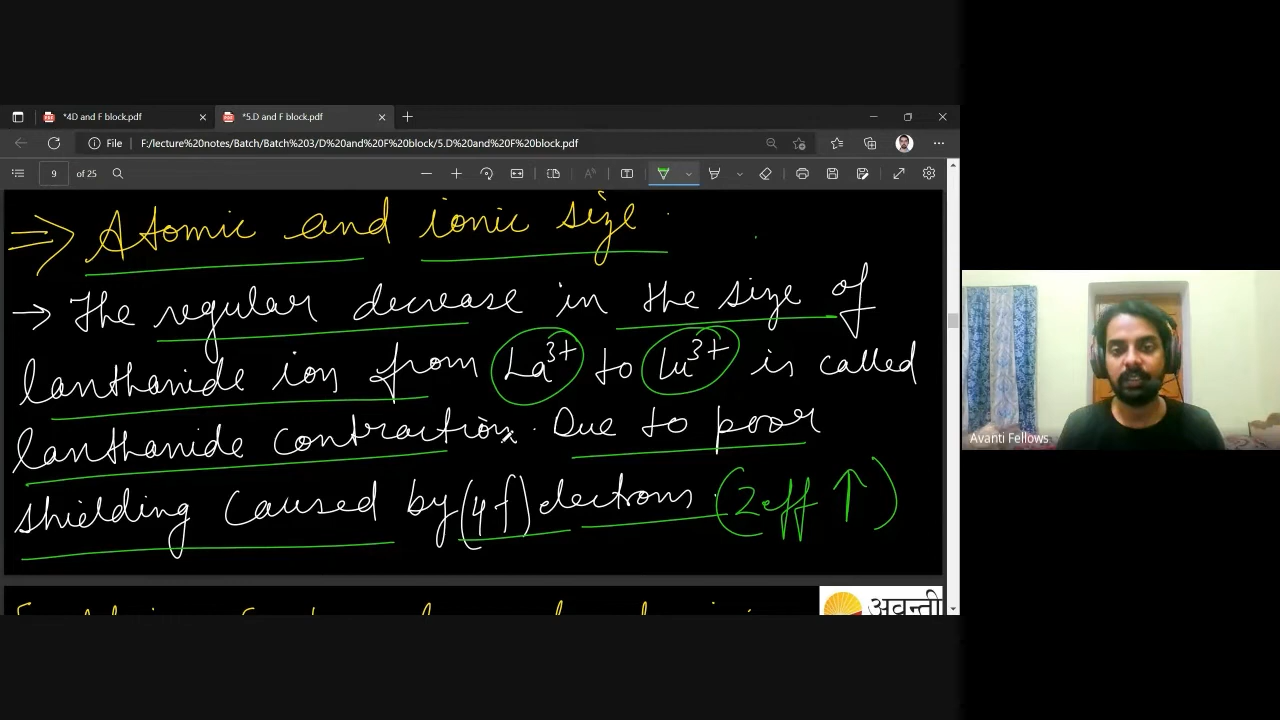 *4D and F block.pdf
*5.D and F block.pdf
File
F:/lecture%20notes/Batch/Batch%203/D%20and%20F%20block/5.D%20and%20F%20block.pdf
9 of 25
⇒ Atomic and ionic size
→ The regular decrease in the size of
lanthanide ion from La³⁺ to Lu³⁺ is called
lanthanide contraction. Due to poor
shielding caused by (4f) electrons. (Zeff ↑)
अवन्ती
Avanti Fellows